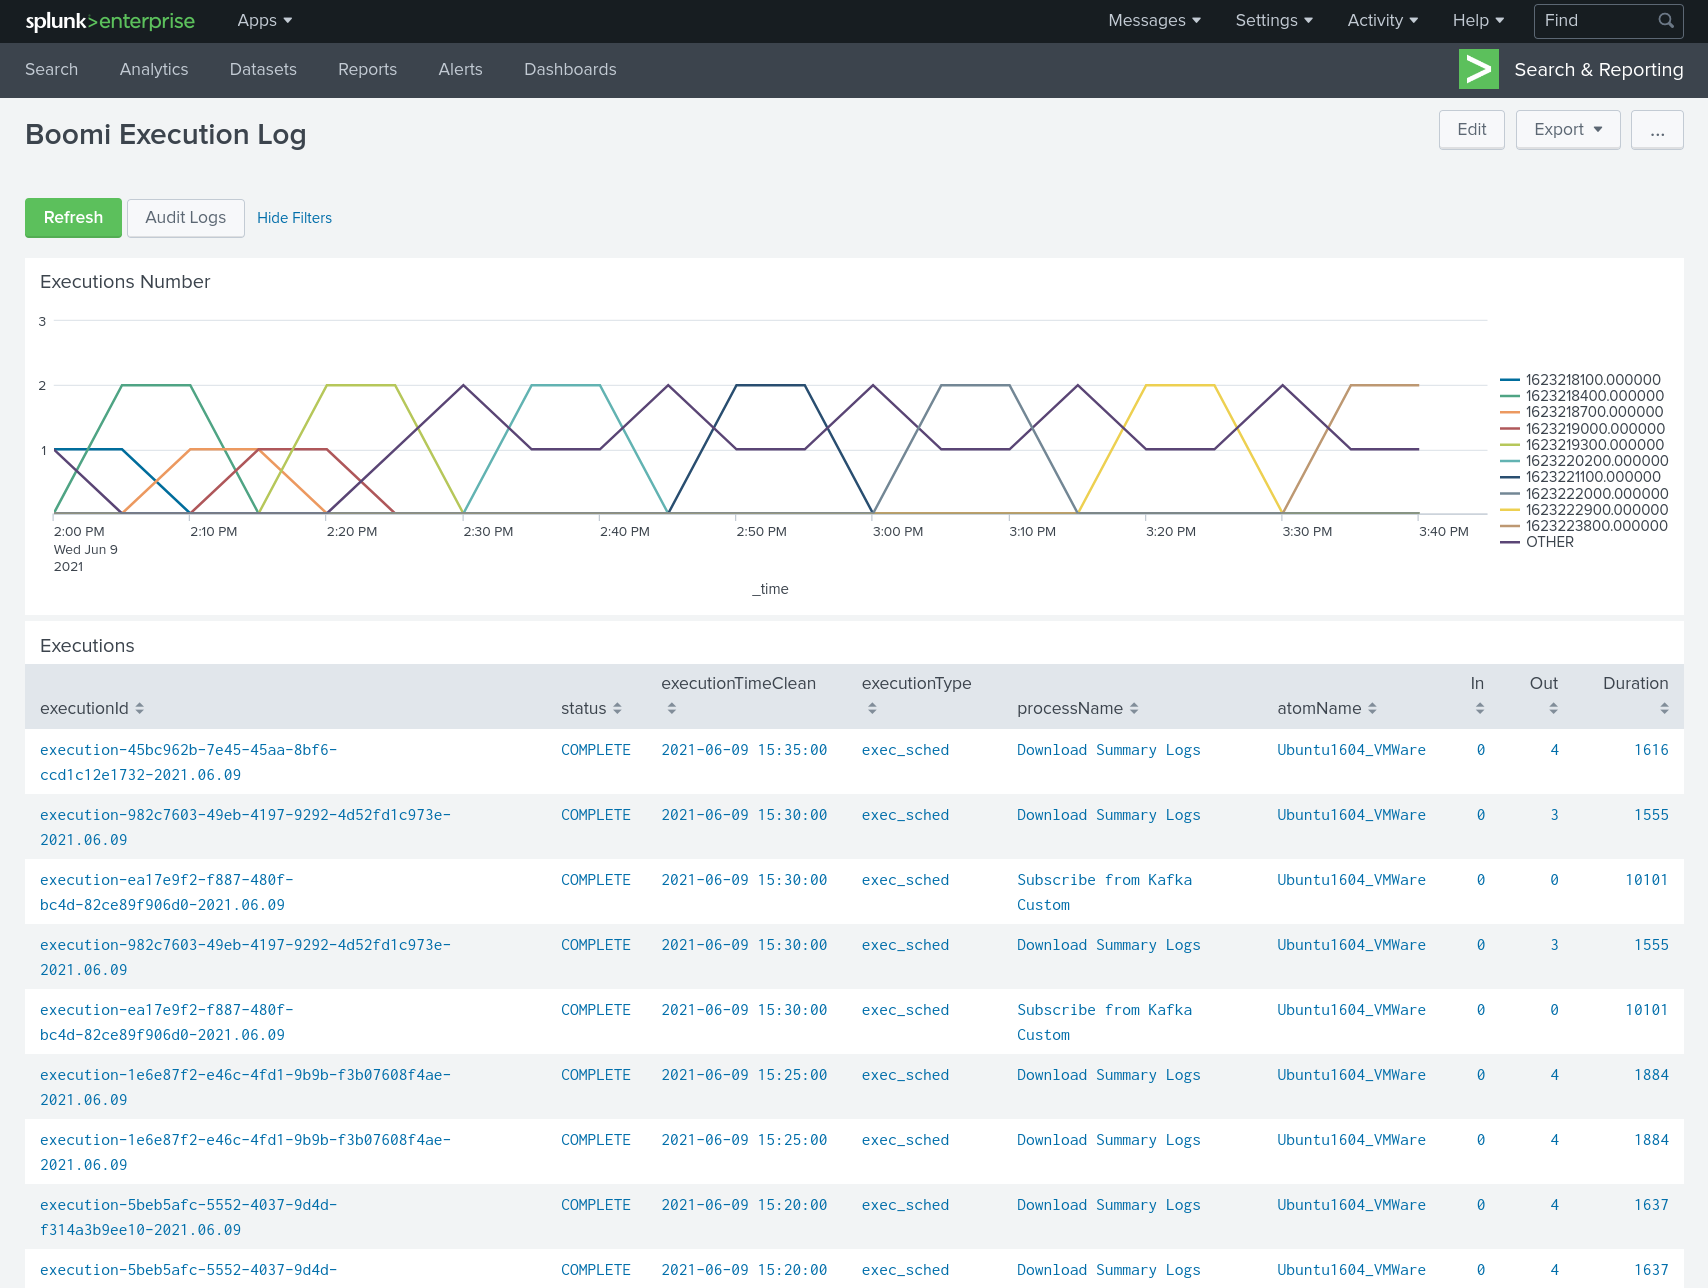 splunk>enterprise Apps Messages Settings Activity Help Find
Search Analytics Datasets Reports Alerts Dashboards Search & Reporting
Boomi Execution Log Edit Export ...
Refresh Audit Logs Hide Filters
Executions Number
3
2
1
2:00 PM 2:10 PM 2:20 PM 2:30 PM 2:40 PM 2:50 PM 3:00 PM 3:10 PM 3:20 PM 3:30 PM 3:40 PM
Wed Jun 9
2021
_time
1623218100.000000
1623218400.000000
1623218700.000000
1623219000.000000
1623219300.000000
1623220200.000000
1623221100.000000
1623222000.000000
1623222900.000000
1623223800.000000
OTHER
Executions
executionId status executionTimeClean executionType processName atomName In Out Duration
execution-45bc962b-7e45-45aa-8bf6- COMPLETE 2021-06-09 15:35:00 exec_sched Download Summary Logs Ubuntu1604_VMWare 0 4 1616
ccd1c12e1732-2021.06.09
execution-982c7603-49eb-4197-9292-4d52fd1c973e- COMPLETE 2021-06-09 15:30:00 exec_sched Download Summary Logs Ubuntu1604_VMWare 0 3 1555
2021.06.09
execution-ea17e9f2-f887-480f- COMPLETE 2021-06-09 15:30:00 exec_sched Subscribe from Kafka Ubuntu1604_VMWare 0 0 10101
bc4d-82ce89f906d0-2021.06.09 Custom
execution-982c7603-49eb-4197-9292-4d52fd1c973e- COMPLETE 2021-06-09 15:30:00 exec_sched Download Summary Logs Ubuntu1604_VMWare 0 3 1555
2021.06.09
execution-ea17e9f2-f887-480f- COMPLETE 2021-06-09 15:30:00 exec_sched Subscribe from Kafka Ubuntu1604_VMWare 0 0 10101
bc4d-82ce89f906d0-2021.06.09 Custom
execution-1e6e87f2-e46c-4fd1-9b9b-f3b07608f4ae- COMPLETE 2021-06-09 15:25:00 exec_sched Download Summary Logs Ubuntu1604_VMWare 0 4 1884
2021.06.09
execution-1e6e87f2-e46c-4fd1-9b9b-f3b07608f4ae- COMPLETE 2021-06-09 15:25:00 exec_sched Download Summary Logs Ubuntu1604_VMWare 0 4 1884
2021.06.09
execution-5beb5afc-5552-4037-9d4d- COMPLETE 2021-06-09 15:20:00 exec_sched Download Summary Logs Ubuntu1604_VMWare 0 4 1637
f314a3b9ee10-2021.06.09
execution-5beb5afc-5552-4037-9d4d- COMPLETE 2021-06-09 15:20:00 exec_sched Download Summary Logs Ubuntu1604_VMWare 0 4 1637